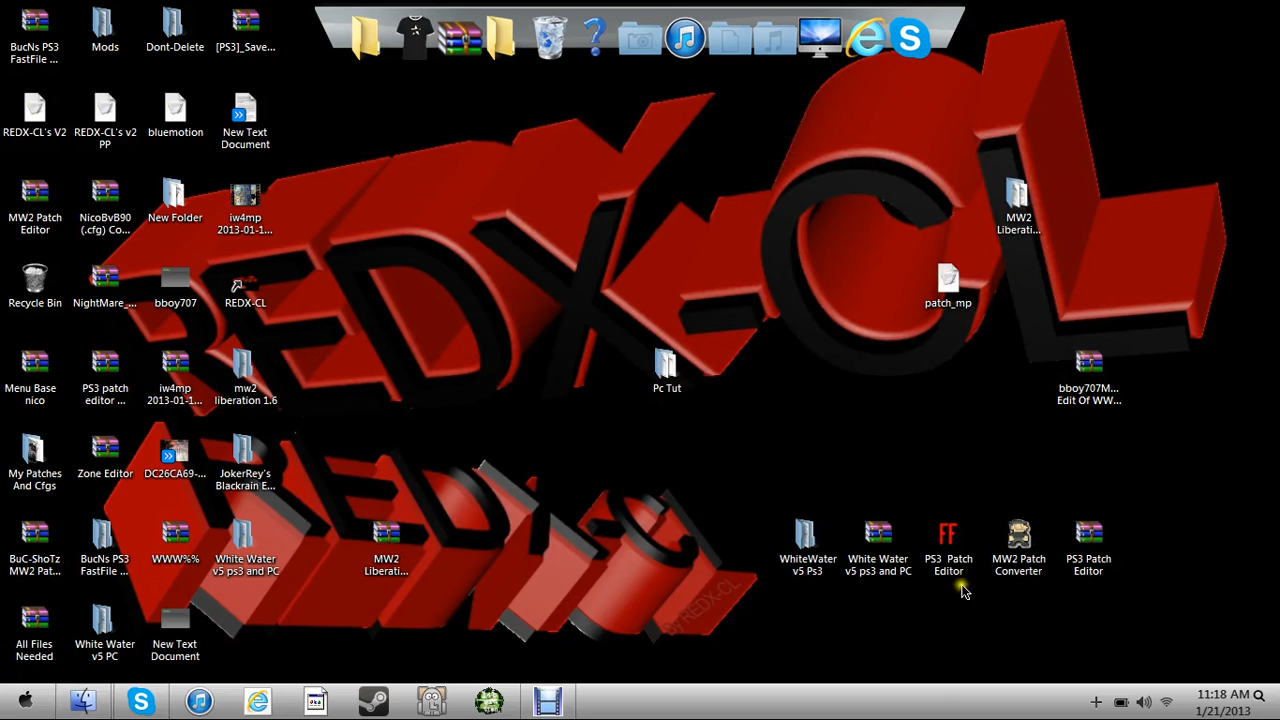 BucNs PS3
FastFile ...
Mods
Dont-Delete
[PS3]_Save...
REDX-CL's V2
REDX-CL's v2
PP
bluemotion
New Text
Document
MW2 Patch
Editor
NicoBvB90
(.cfg) Co...
New Folder
iw4mp
2013-01-1...
MW2
Liberati...
Recycle Bin
NightMare_...
bboy707
REDX-CL
patch_mp
Menu Base
nico
PS3 patch
editor ...
iw4mp
2013-01-1...
mw2
liberation 1.6
Pc Tut
bboy707M...
Edit Of WW...
My Patches
And Cfgs
Zone Editor
DC26CA69-...
JokerRey's
Blackrain E...
BuC-ShoTz
MW2 Pat...
BucNs PS3
FastFile ...
WWW%%
White Water
v5 ps3 and PC
MW2
Liberati...
WhiteWater
v5 Ps3
White Water
v5 ps3 and PC
FF
PS3 Patch
Editor
MW2 Patch
Converter
PS3 Patch
Editor
All Files
Needed
White Water
v5 PC
New Text
Document
REDX-CL
By REDX-CL
11:18 AM
1/21/2013